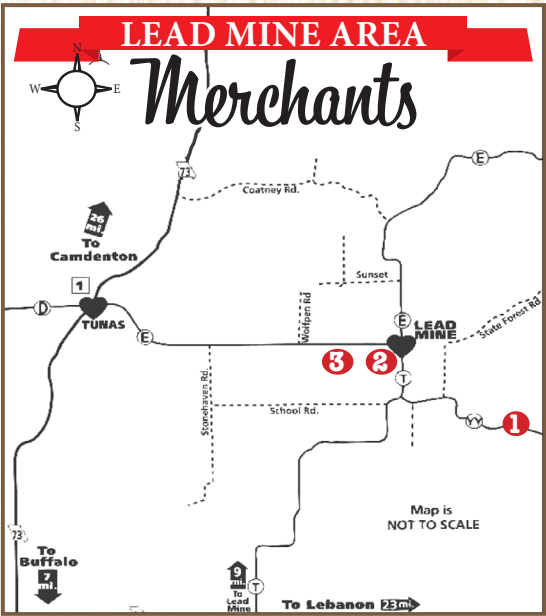 LEAD MINE AREA
Merchants
N
W
E
S
73
E
Coatney Rd.
26
mi.
To
Camdenton
Sunset
1
D
TUNAS
E
Wolfpen Rd
E
LEAD
MINE
State Forest Rd.
3
2
T
Stonehaven Rd.
School Rd.
YY
1
Map is
NOT TO SCALE
73
To
Buffalo
7
mi.
9
mi.
To
Lead
Mine
T
To Lebanon 23mi.